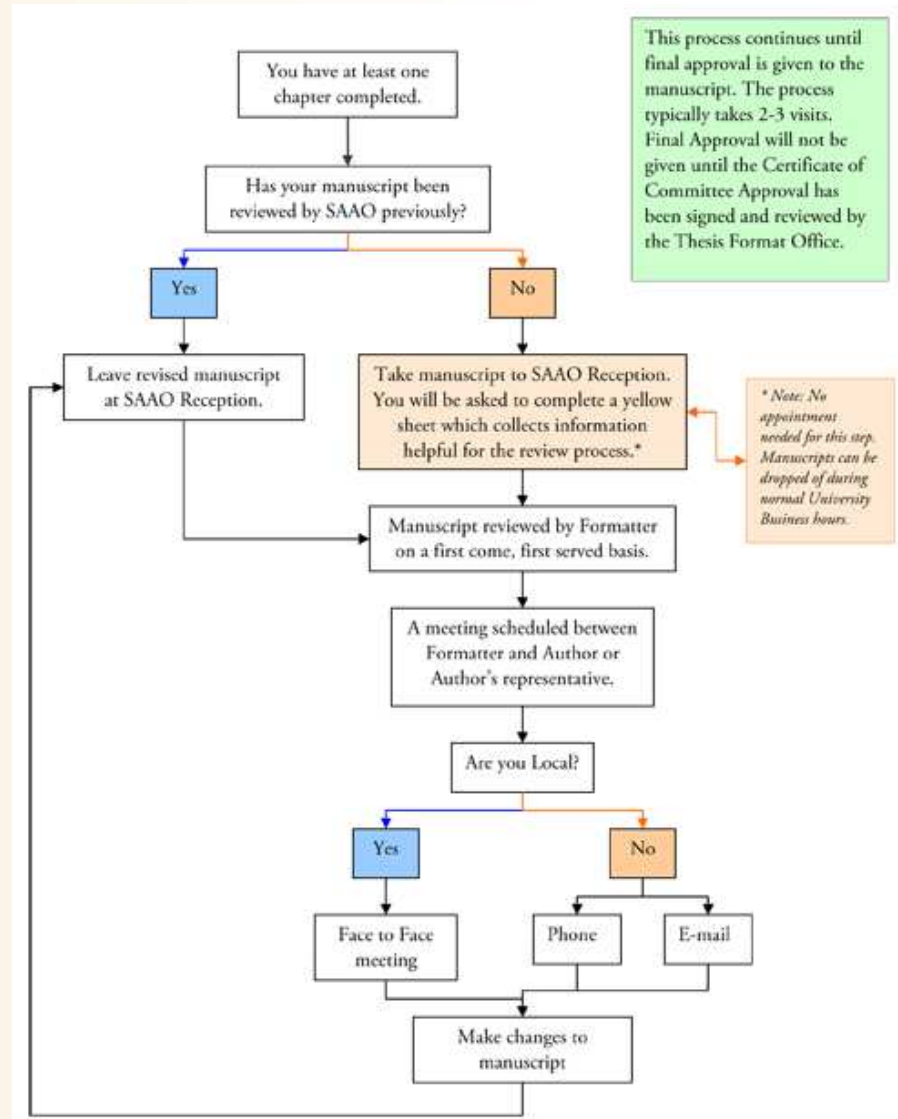 You have at least one
chapter completed.
This process continues until
final approval is given to the
manuscript. The process
typically takes 2-3 visits.
Final Approval will not be
given until the Certificate of
Committee Approval has
been signed and reviewed by
the Thesis Format Office.
Has your manuscript been
reviewed by SAAO previously?
Yes
No
Leave revised manuscript
at SAAO Reception.
Take manuscript to SAAO Reception.
You will be asked to complete a yellow
sheet which collects information
helpful for the review process.*
* Note: No
appointment
needed for this step.
Manuscripts can be
dropped of during
normal University
Business hours.
Manuscript reviewed by Formatter
on a first come, first served basis.
A meeting scheduled between
Formatter and Author or
Author's representative.
Are you Local?
Yes
No
Face to Face
meeting
Phone
E-mail
Make changes to
manuscript